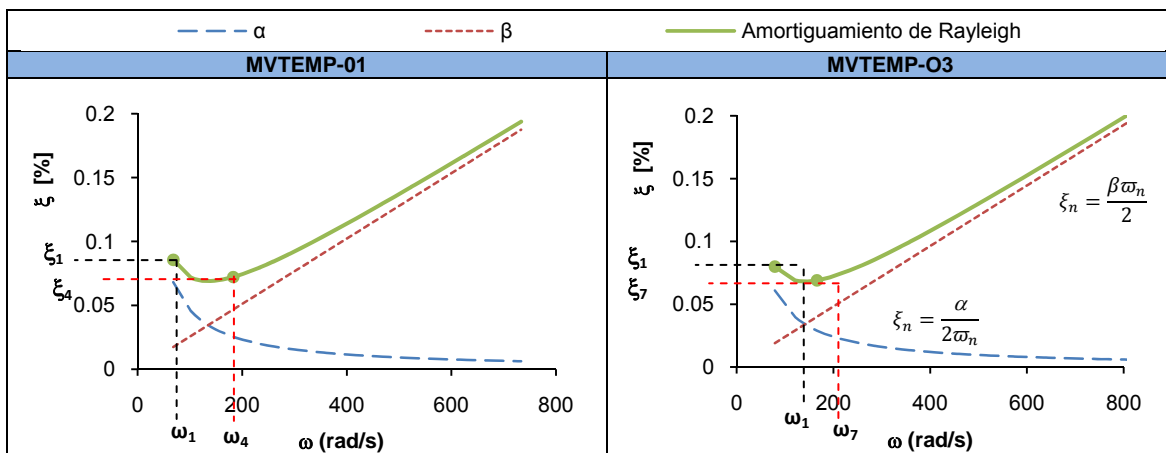 α β Amortiguamiento de Rayleigh
MVTEMP-01
0.2
0.15
0.1
0.05
0
ξ [%]
ξ1
ξ4
0 200 400 600 800
ω1 ω4 ω (rad/s)
MVTEMP-O3
0.2
0.15
0.1
0.05
0
ξ [%]
ξ1
ξ7
ξn = βϖn/2
ξn = α/2ϖn
0 200 400 600 800
ω1 ω7 ω (rad/s)